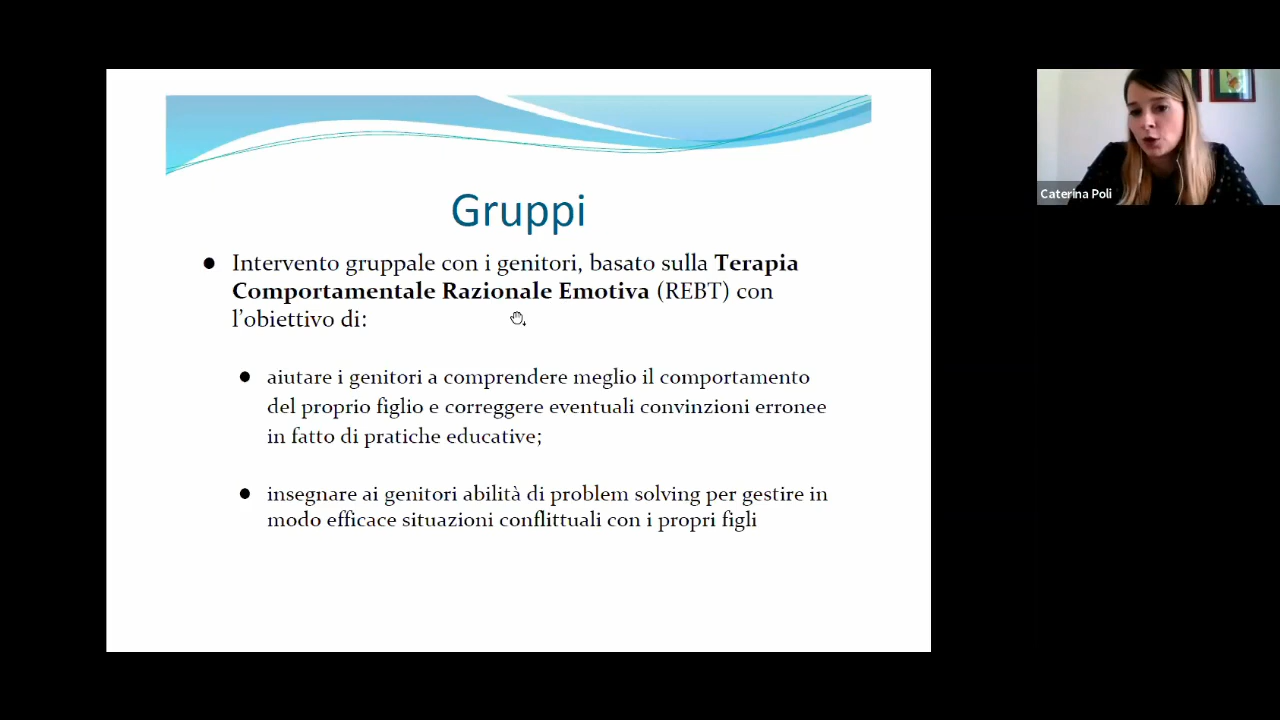 Gruppi
● Intervento gruppale con i genitori, basato sulla Terapia
Comportamentale Razionale Emotiva (REBT) con
l’obiettivo di:
● aiutare i genitori a comprendere meglio il comportamento
del proprio figlio e correggere eventuali convinzioni erronee
in fatto di pratiche educative;
● insegnare ai genitori abilità di problem solving per gestire in
modo efficace situazioni conflittuali con i propri figli
Caterina Poli